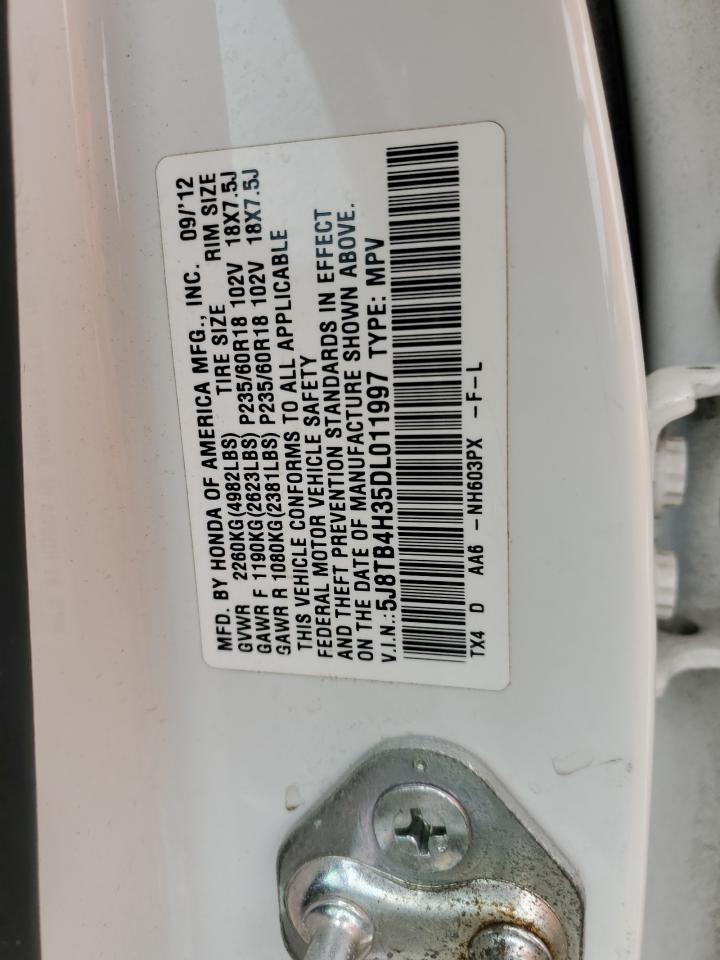 MFD. BY HONDA OF AMERICA MFG., INC. 09/'12
GVWR 2260KG(4982LBS) TIRE SIZE RIM SIZE
GAWR F 1190KG(2623LBS) P235/60R18 102V 18X7.5J
GAWR R 1080KG(2381LBS) P235/60R18 102V 18X7.5J
THIS VEHICLE CONFORMS TO ALL APPLICABLE
FEDERAL MOTOR VEHICLE SAFETY
AND THEFT PREVENTION STANDARDS IN EFFECT
ON THE DATE OF MANUFACTURE SHOWN ABOVE.
V.I.N.:5J8TB4H35DL011997 TYPE: MPV
TX4 D AA6 -NH603PX -F-L